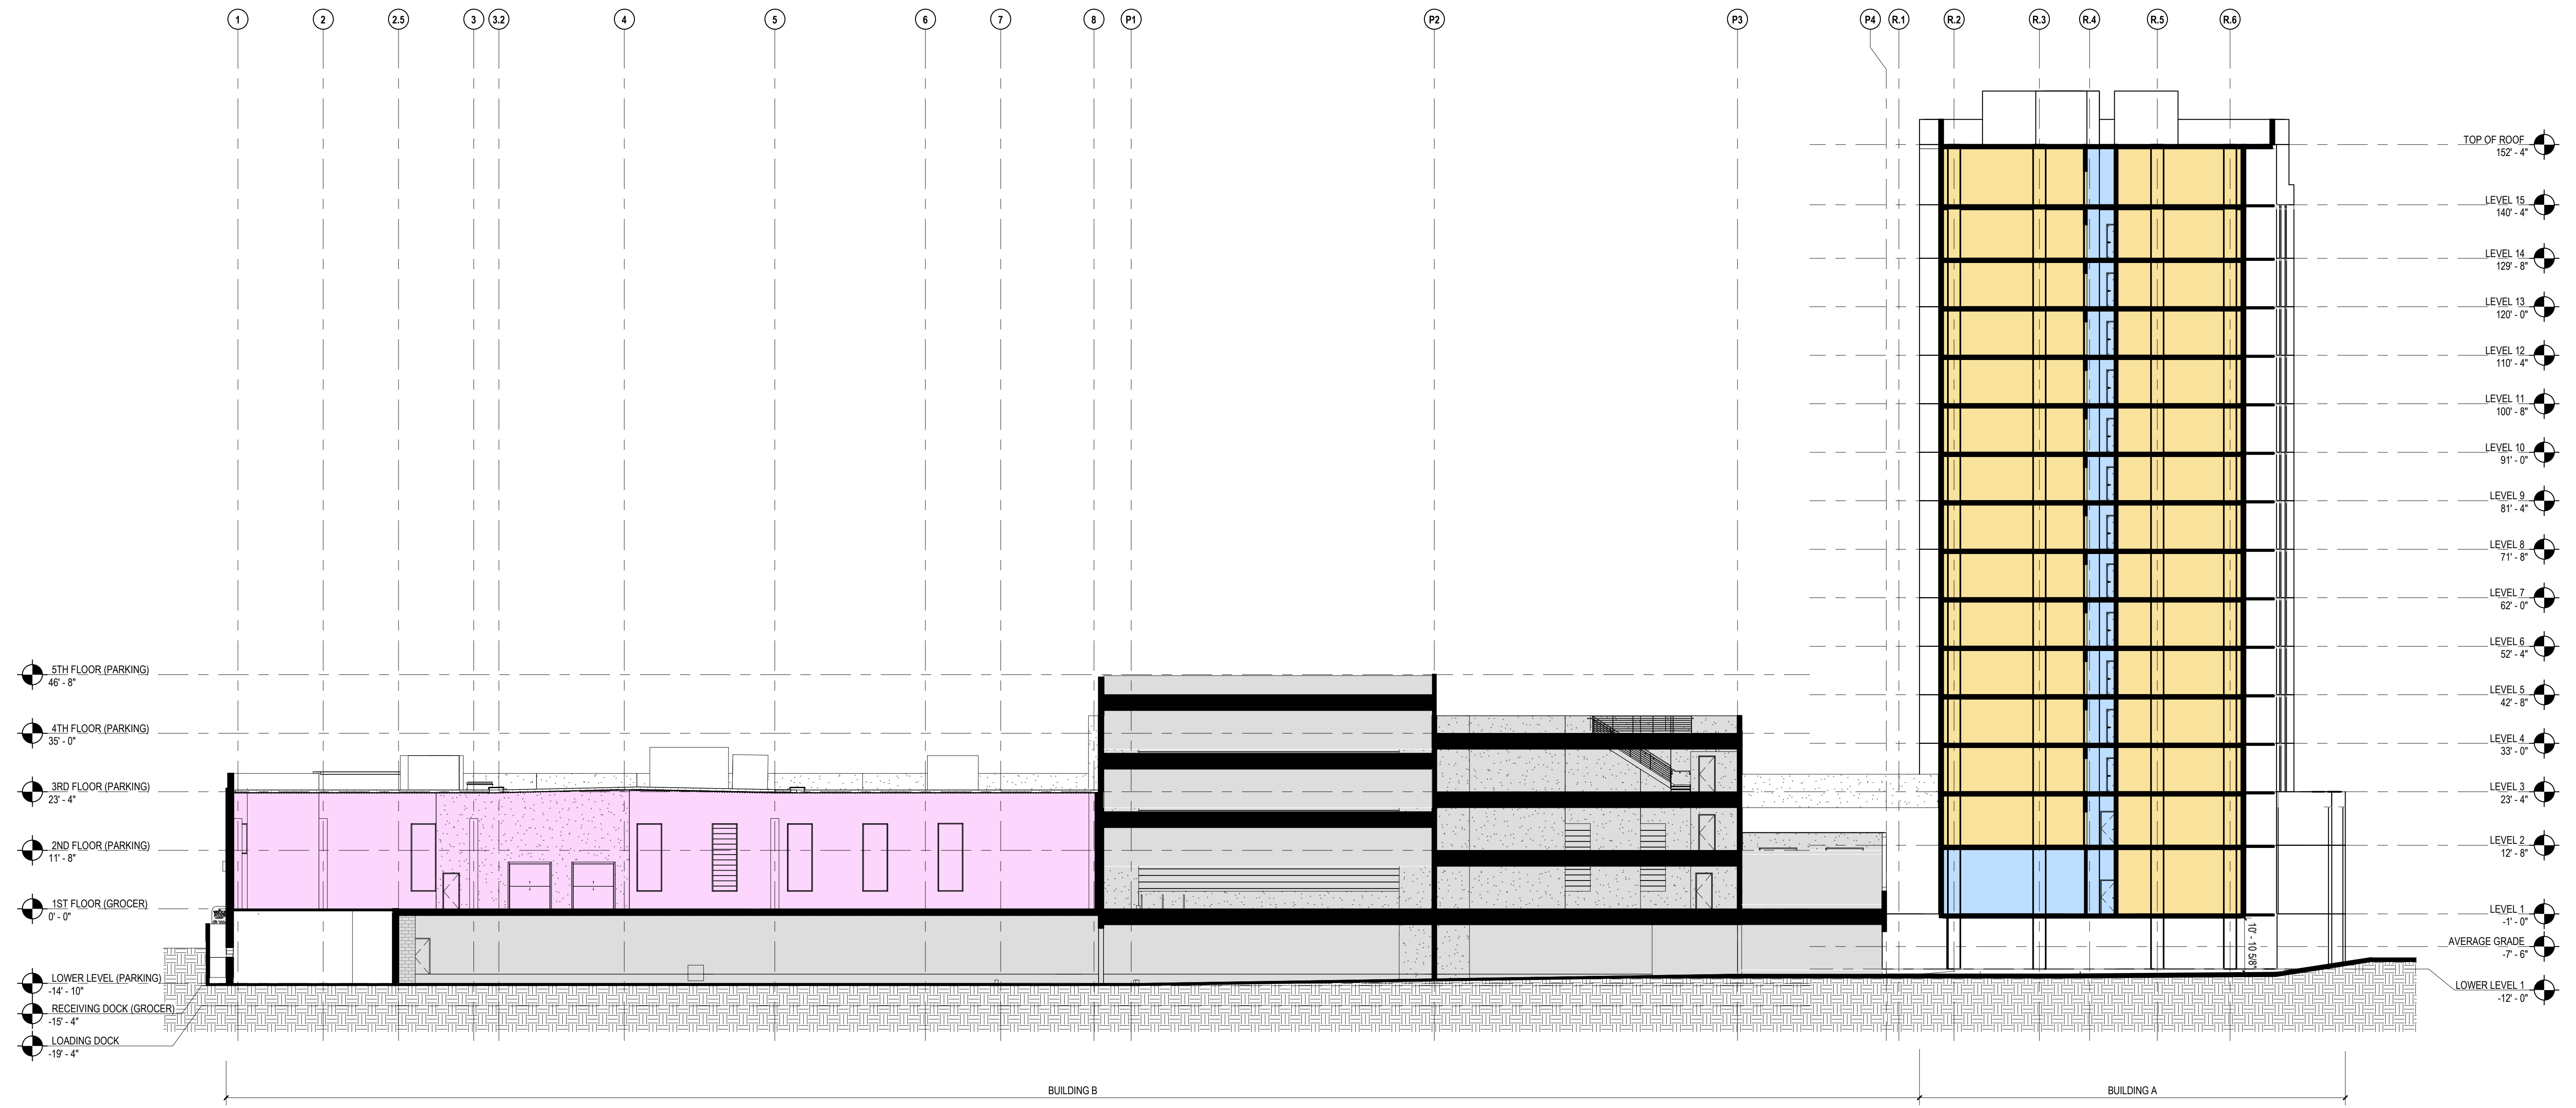 1 2 2.5 3 3.2 4 5 6 7 8 P1 P2 P3 P4 R.1 R.2 R.3 R.4 R.5 R.6
TOP OF ROOF
152' - 4"
LEVEL 15
140' - 4"
LEVEL 14
129' - 8"
LEVEL 13
120' - 0"
LEVEL 12
110' - 4"
LEVEL 11
100' - 8"
LEVEL 10
91' - 0"
LEVEL 9
81' - 4"
LEVEL 8
71' - 8"
LEVEL 7
62' - 0"
LEVEL 6
52' - 4"
LEVEL 5
42' - 8"
LEVEL 4
33' - 0"
LEVEL 3
23' - 4"
LEVEL 2
12' - 8"
LEVEL 1
-1' - 0"
AVERAGE GRADE
-7' - 6"
LOWER LEVEL 1
-12' - 0"
10' - 10 5/8"
5TH FLOOR (PARKING)
46' - 8"
4TH FLOOR (PARKING)
35' - 0"
3RD FLOOR (PARKING)
23' - 4"
2ND FLOOR (PARKING)
11' - 8"
1ST FLOOR (GROCER)
0' - 0"
LOWER LEVEL (PARKING)
-14' - 10"
RECEIVING DOCK (GROCER)
-15' - 4"
LOADING DOCK
-19' - 4"
BUILDING B
BUILDING A